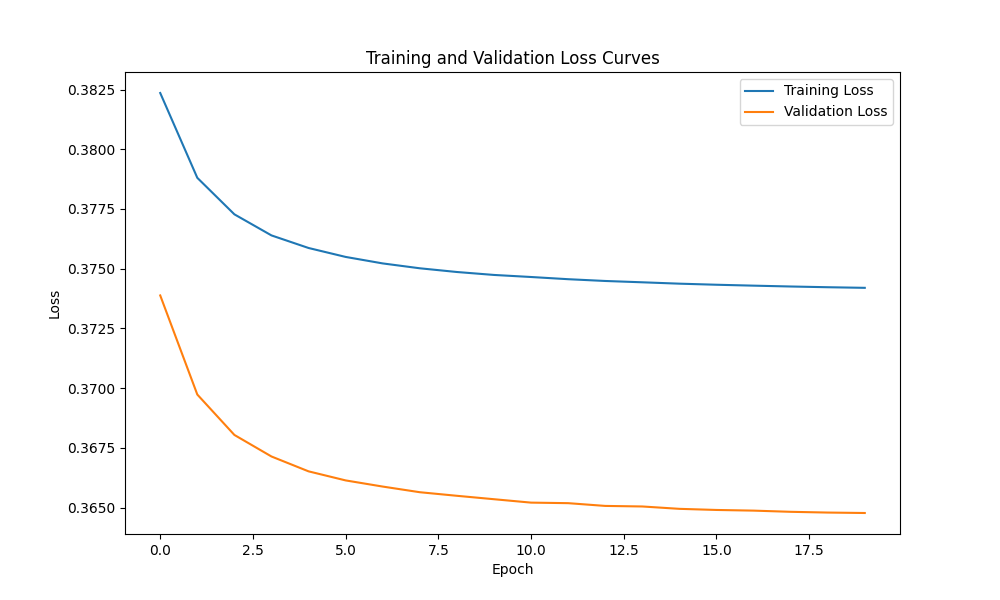 Training and Validation Loss Curves
Training Loss
Validation Loss
0.3825
0.3800
0.3775
0.3750
0.3725
0.3700
0.3675
0.3650
Loss
0.0 2.5 5.0 7.5 10.0 12.5 15.0 17.5
Epoch